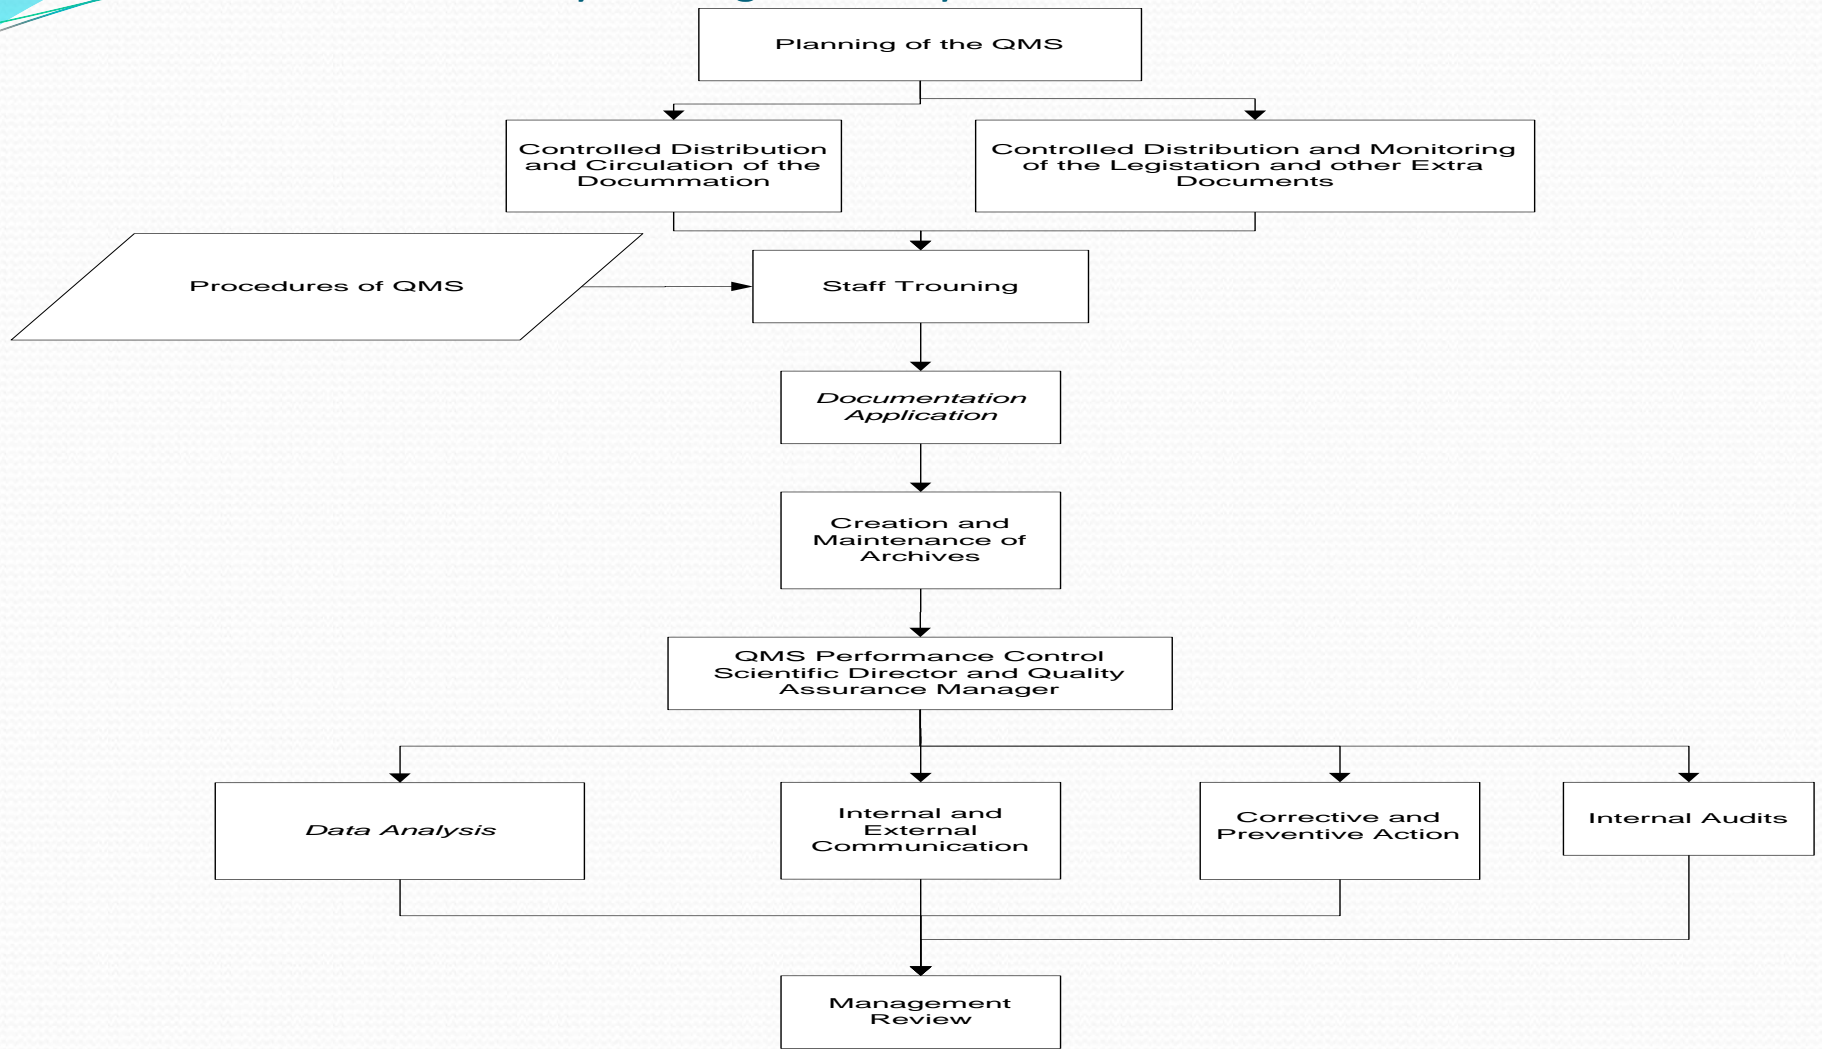 Planning of the QMS
Controlled Distribution
and Circulation of the
Docummation
Controlled Distribution and Monitoring
of the Legistation and other Extra
Documents
Procedures of QMS
Staff Trouning
Documentation
Application
Creation and
Maintenance of
Archives
QMS Performance Control
Scientific Director and Quality
Assurance Manager
Data Analysis
Internal and
External
Communication
Corrective and
Preventive Action
Internal Audits
Management
Review